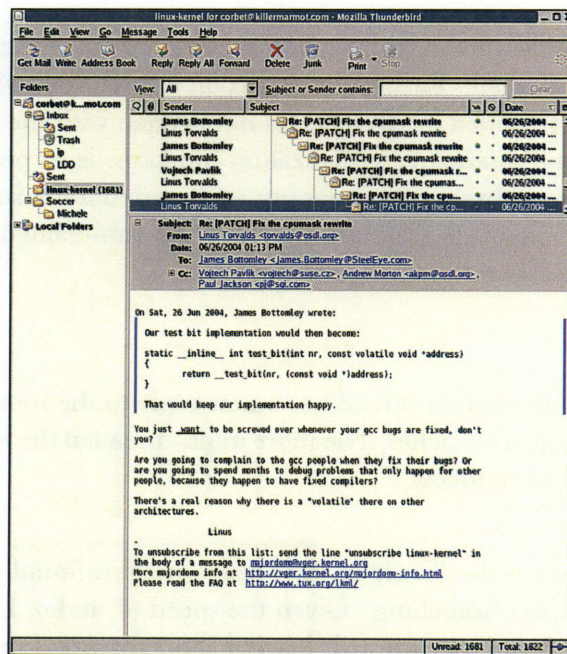 linux-kernel for corbet@killermarmot.com - Mozilla Thunderbird
File Edit View Go Message Tools Help
Get Mail Write Address Book Reply Reply All Forward Delete Junk Print Stop
Folders
View: All Subject or Sender contains: Clear
corbet@k...mot.com
Inbox
Sent
Trash
ip
LDD
Sent
linux-kernel (1681)
Soccer
Michele
Local Folders
Sender Subject Date
James Bottomley Re: [PATCH] Fix the cpumask rewrite 06/26/2004 ...
Linus Torvalds Re: [PATCH] Fix the cpumask rewrite 06/26/2004 ...
James Bottomley Re: [PATCH] Fix the cpumask rewrite 06/26/2004 ...
Linus Torvalds Re: [PATCH] Fix the cpumask rewrite 06/26/2004 ...
Vojtech Pavlik Re: [PATCH] Fix the cpumask r... 06/26/2004 ...
Linus Torvalds Re: [PATCH] Fix the cpumas... 06/26/2004 ...
James Bottomley Re: [PATCH] Fix the cpu... 06/26/2004 ...
Linus Torvalds Re: [PATCH] Fix the cp... 06/26/2004 ...
Subject: Re: [PATCH] Fix the cpumask rewrite
From: Linus Torvalds <torvalds@osdl.org>
Date: 06/26/2004 01:13 PM
To: James Bottomley <James.Bottomley@SteelEye.com>
Cc: Vojtech Pavlik <vojtech@suse.cz>, Andrew Morton <akpm@osdl.org>,
Paul Jackson <pj@sgi.com>
On Sat, 26 Jun 2004, James Bottomley wrote:
Our test bit implementation would then become:
static __inline__ int test_bit(int nr, const volatile void *address)
{
return __test_bit(nr, (const void *)address);
}
That would keep our implementation happy.
You just _want_ to be screwed over whenever your gcc bugs are fixed, don't
you?
Are you going to complain to the gcc people when they fix their bugs? Or
are you going to spend months to debug problems that only happen for other
people, because they happen to have fixed compilers?
There's a real reason why there is a "volatile" there on other
architectures.
Linus
-
To unsubscribe from this list: send the line "unsubscribe linux-kernel" in
the body of a message to majordomo@vger.kernel.org
More majordomo info at http://vger.kernel.org/majordomo-info.html
Please read the FAQ at http://www.tux.org/lkml/
Unread: 1681 Total: 1822